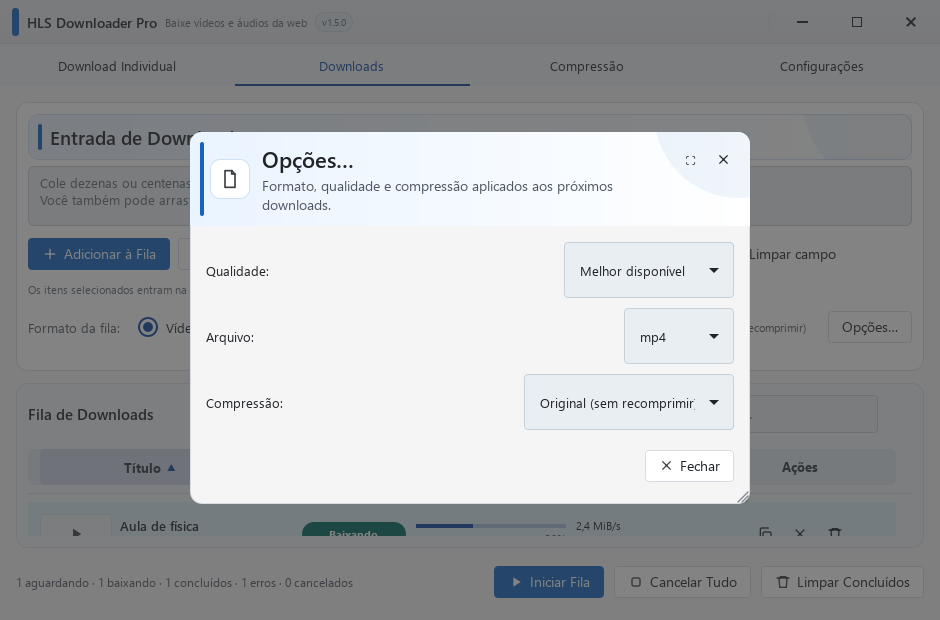 HLS Downloader Pro Baixe vídeos e áudios da web v1.5.0
Download Individual Downloads Compressão Configurações
Entrada de
Cole dezenas ou centenas
Você também pode
Adicionar à Fila
Limpar campo
Os itens selecionados entram na
Formato da fila:
Opções...
Opções...
Formato, qualidade e compressão aplicados aos próximos
downloads.
Qualidade: Melhor disponível
Arquivo: mp4
Compressão: Original (sem recomprimir
Fechar
Fila de Downloads
Título Ações
Aula de física
Baixando
2,4 MiB/s
1 aguardando · 1 baixando · 1 concluídos · 1 erros · 0 cancelados
Iniciar Fila Cancelar Tudo Limpar Concluídos